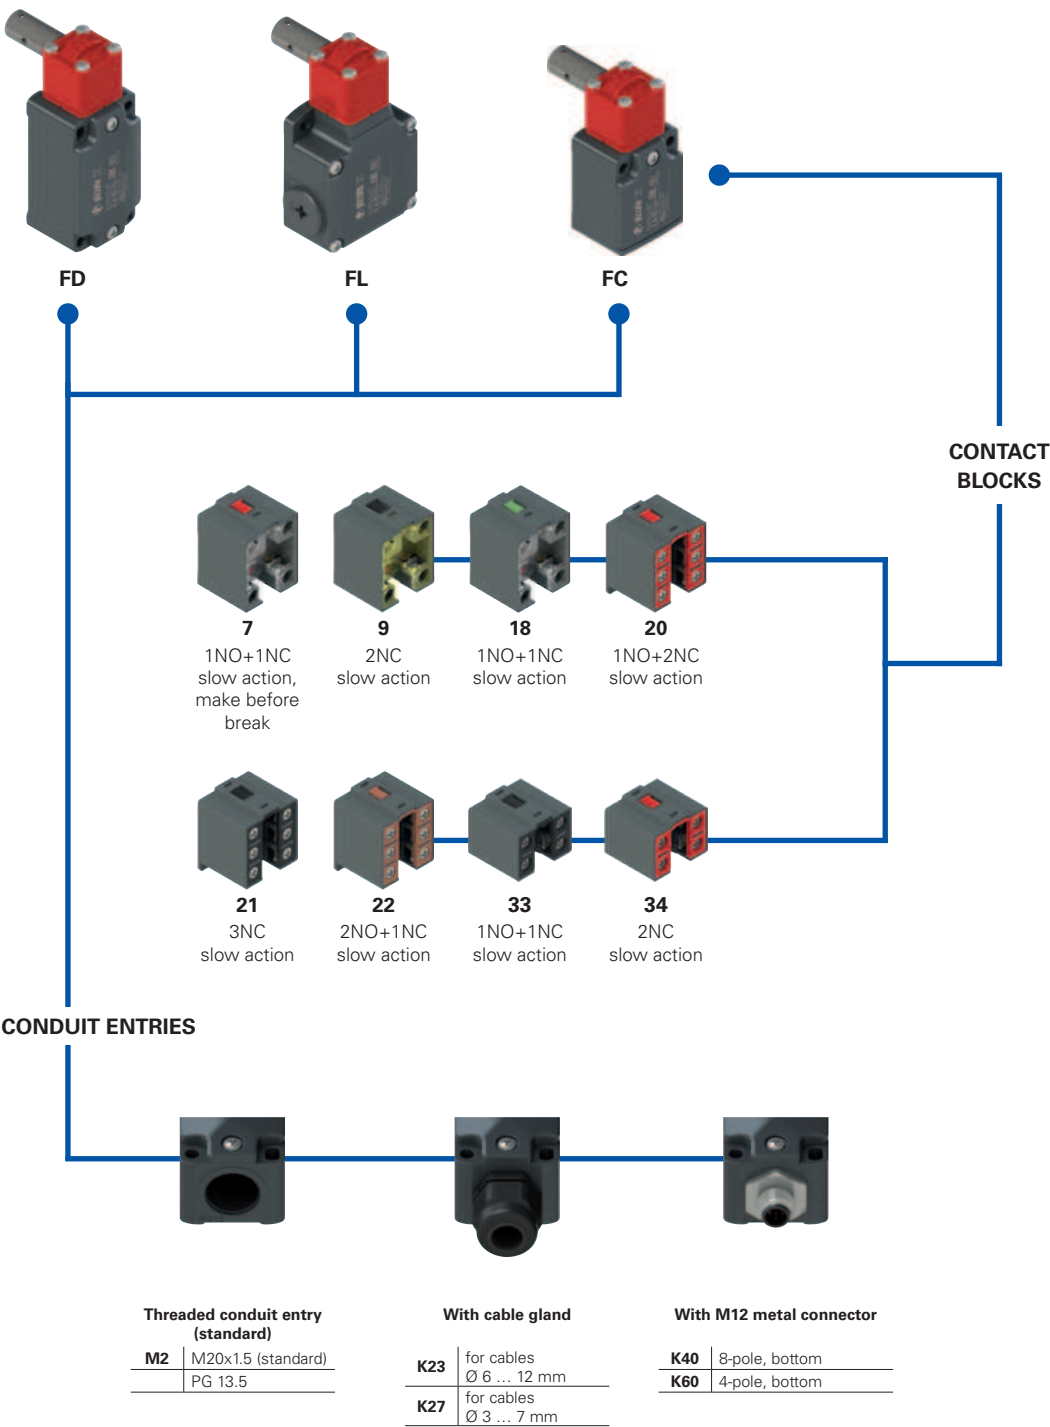 FD
FL
FC
CONTACT
BLOCKS
7
1NO+1NC
slow action,
make before
break
9
2NC
slow action
18
1NO+1NC
slow action
20
1NO+2NC
slow action
21
3NC
slow action
22
2NO+1NC
slow action
33
1NO+1NC
slow action
34
2NC
slow action
CONDUIT ENTRIES
Threaded conduit entry
(standard)
M2 M20x1.5 (standard)
PG 13.5
With cable gland
K23 for cables
Ø 6 … 12 mm
K27 for cables
Ø 3 … 7 mm
With M12 metal connector
K40 8-pole, bottom
K60 4-pole, bottom